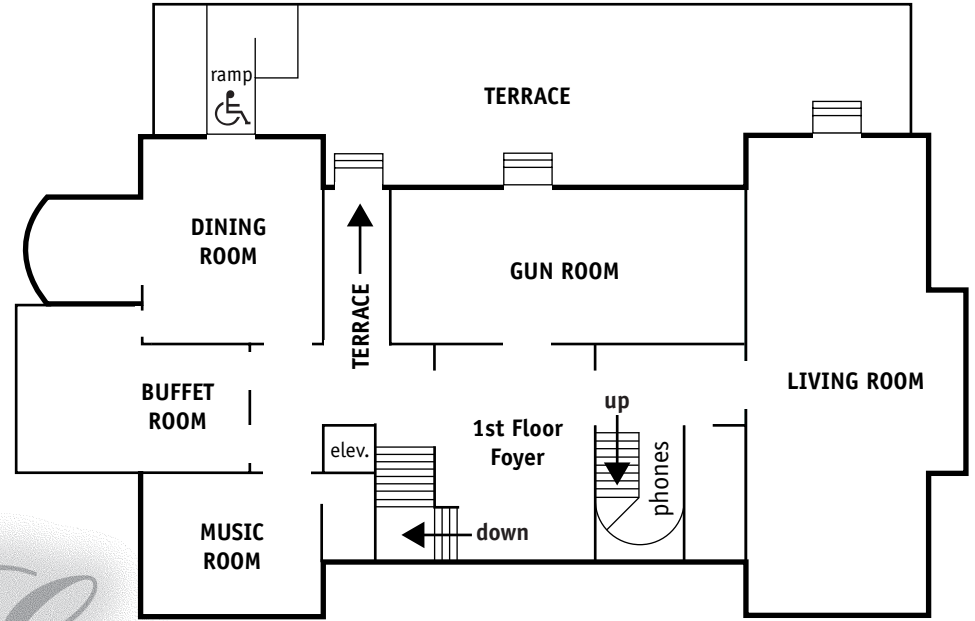 ramp
TERRACE
DINING
ROOM
GUN ROOM
TERRACE
LIVING ROOM
BUFFET
ROOM
up
1st Floor
Foyer
elev.
phones
MUSIC
ROOM
down